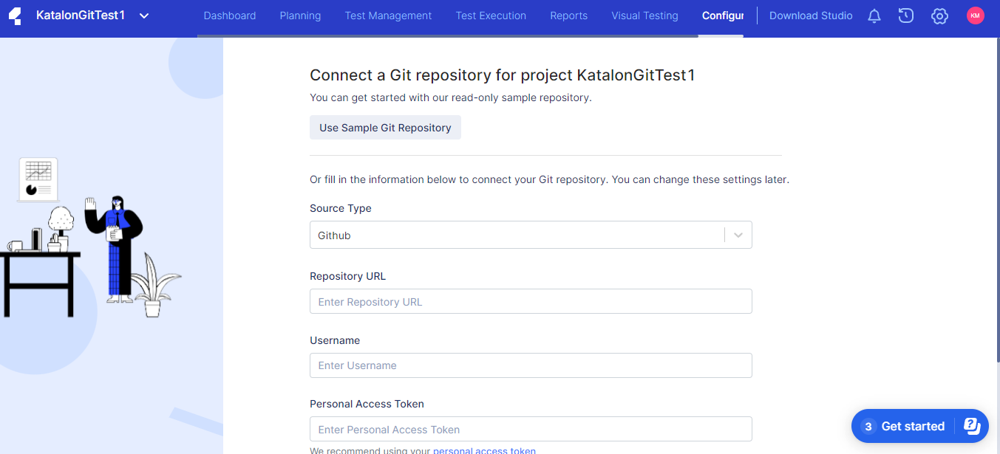 KatalonGitTest1
Dashboard
Planning
Test Management
Test Execution
Reports
Visual Testing
Configur
Download Studio
KM
Connect a Git repository for project KatalonGitTest1
You can get started with our read-only sample repository.
Use Sample Git Repository
Or fill in the information below to connect your Git repository. You can change these settings later.
Source Type
Github
Repository URL
Enter Repository URL
Username
Enter Username
Personal Access Token
Enter Personal Access Token
We recommend using your personal access token
3 Get started
?